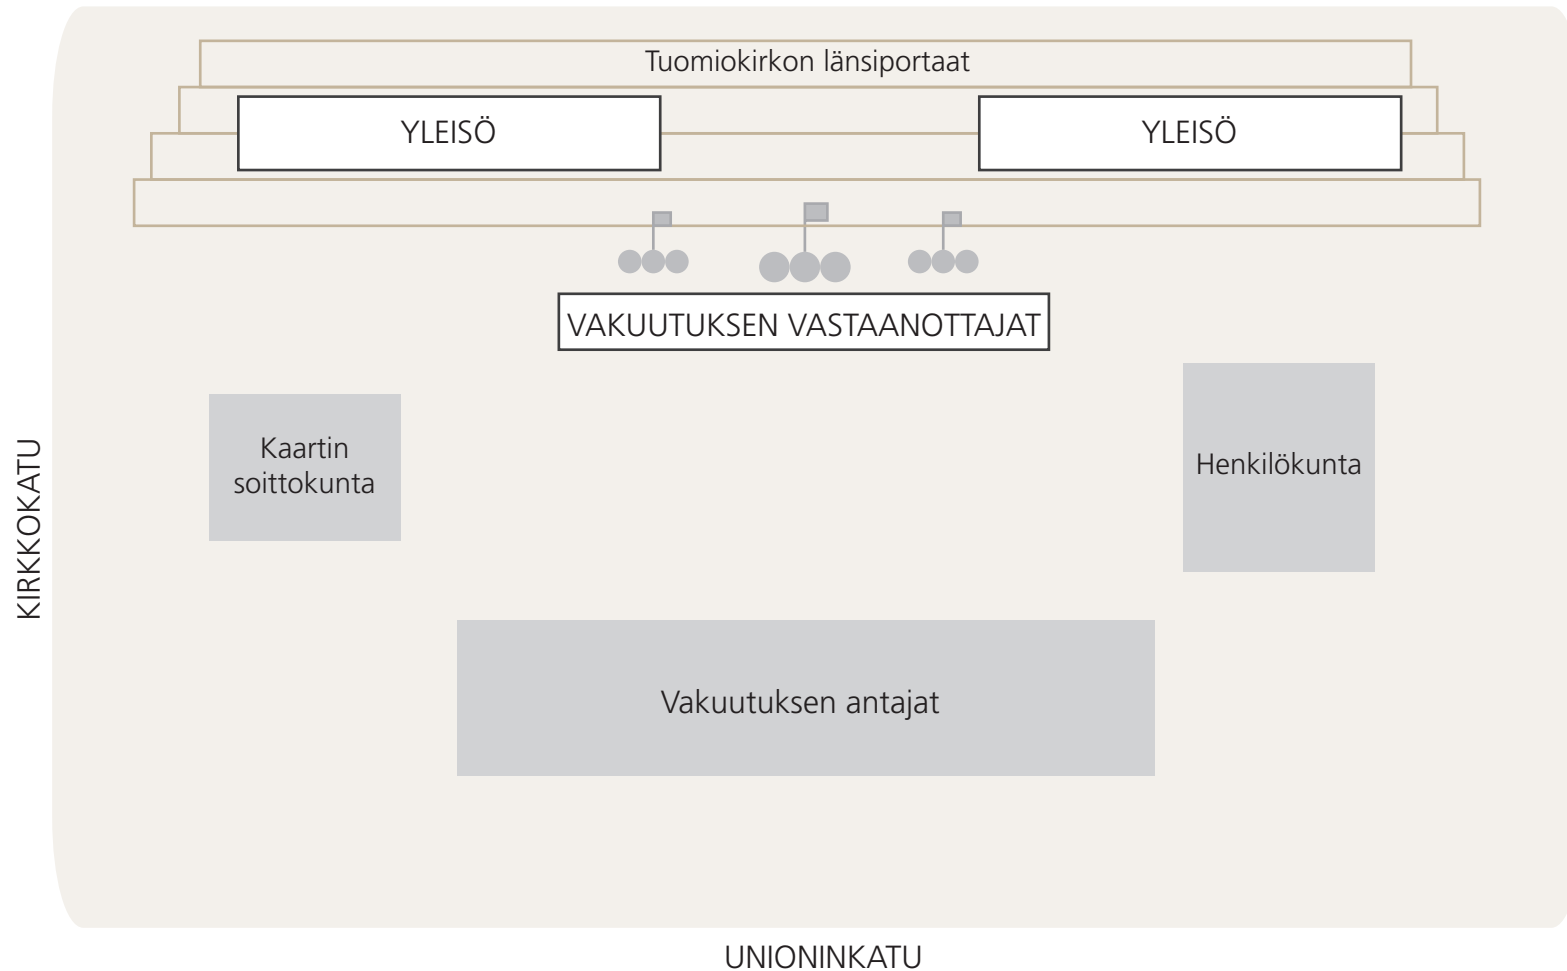 Tuomiokirkon länsiportaat
YLEISÖ
YLEISÖ
VAKUUTUKSEN VASTAANOTTAJAT
Kaartin
soittokunta
Henkilökunta
KIRKKOKATU
Vakuutuksen antajat
UNIONINKATU